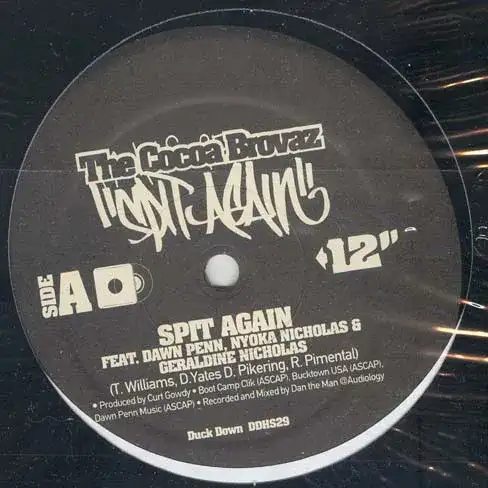 The Cocoa Brovaz
"SPIT AGAIN"
12"
SIDE A
SPIT AGAIN
FEAT. DAWN PENN, NYOKA NICHOLAS &
GERALDINE NICHOLAS
(T. Williams, D.Yates D. Pikering, R. Pimental)
• Produced by Curt Gowdy • Boot Camp Clik (ASCAP), Bucktown USA (ASCAP),
Dawn Penn Music (ASCAP) • Recorded and Mixed by Dan the Man @Audiology
Duck Down DDHS29